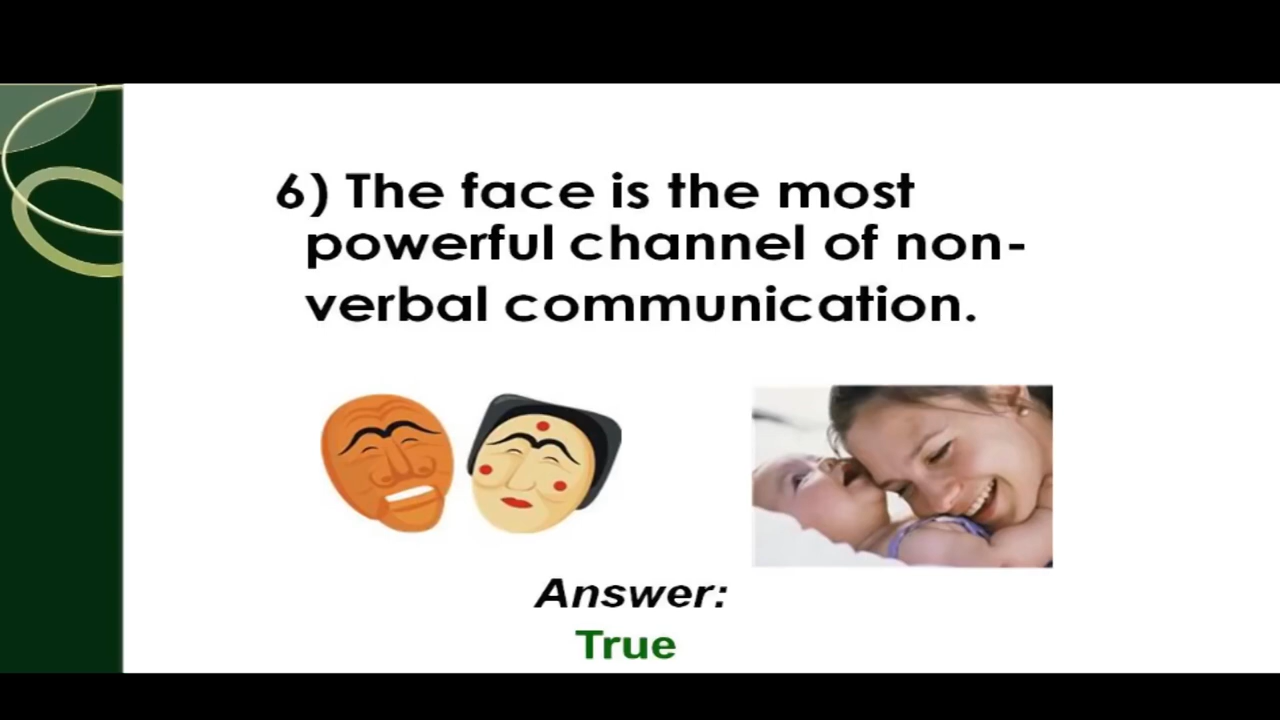 6) The face is the most
powerful channel of non-
verbal communication.
Answer:
True